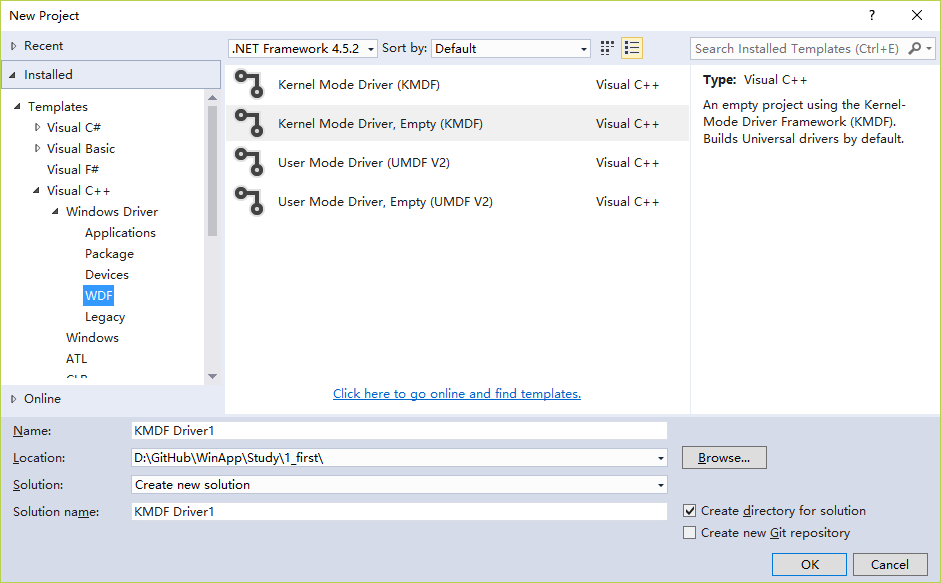 New Project
?
Recent
.NET Framework 4.5.2 Sort by: Default
Search Installed Templates (Ctrl+E)
Installed
Templates
Visual C#
Visual Basic
Visual F#
Visual C++
Windows Driver
Applications
Package
Devices
WDF
Legacy
Windows
ATL
CLR
Online
Kernel Mode Driver (KMDF) Visual C++
Kernel Mode Driver, Empty (KMDF) Visual C++
User Mode Driver (UMDF V2) Visual C++
User Mode Driver, Empty (UMDF V2) Visual C++
Click here to go online and find templates.
Type: Visual C++
An empty project using the Kernel-
Mode Driver Framework (KMDF).
Builds Universal drivers by default.
Name: KMDF Driver1
Location: D:\GitHub\WinApp\Study\1_first\ Browse...
Solution: Create new solution
Solution name: KMDF Driver1
Create directory for solution
Create new Git repository
OK Cancel